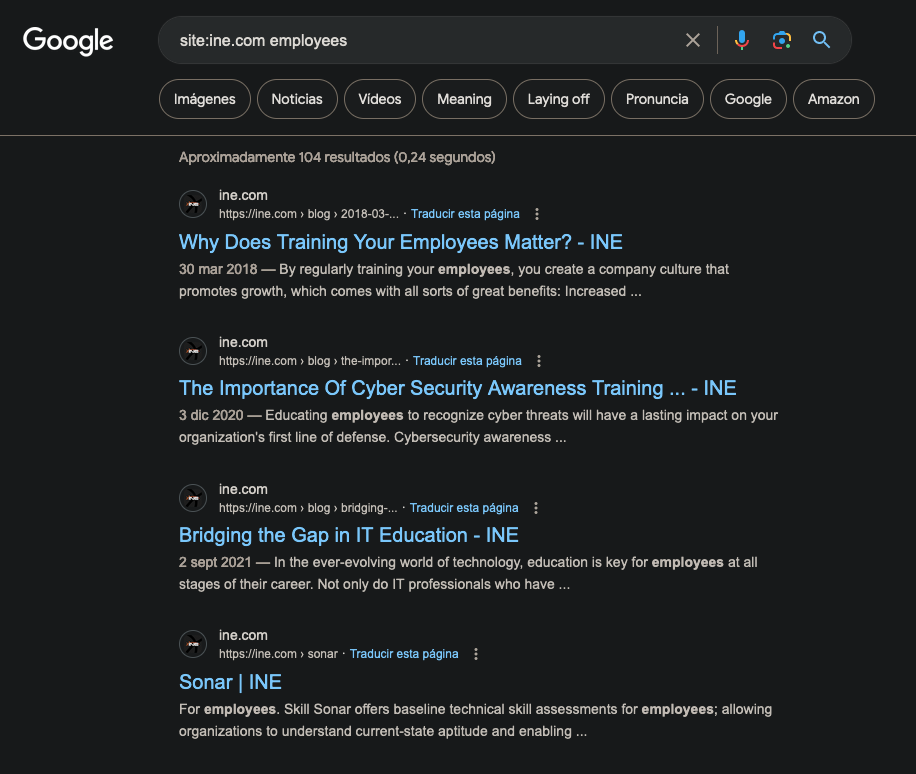 Google
site:ine.com employees
Imágenes Noticias Vídeos Meaning Laying off Pronuncia Google Amazon
Aproximadamente 104 resultados (0,24 segundos)
ine.com
https://ine.com › blog › 2018-03-... · Traducir esta página
Why Does Training Your Employees Matter? - INE
30 mar 2018 — By regularly training your employees, you create a company culture that
promotes growth, which comes with all sorts of great benefits: Increased ...
ine.com
https://ine.com › blog › the-impor... · Traducir esta página
The Importance Of Cyber Security Awareness Training ... - INE
3 dic 2020 — Educating employees to recognize cyber threats will have a lasting impact on your
organization's first line of defense. Cybersecurity awareness ...
ine.com
https://ine.com › blog › bridging-... · Traducir esta página
Bridging the Gap in IT Education - INE
2 sept 2021 — In the ever-evolving world of technology, education is key for employees at all
stages of their career. Not only do IT professionals who have ...
ine.com
https://ine.com › sonar · Traducir esta página
Sonar | INE
For employees. Skill Sonar offers baseline technical skill assessments for employees; allowing
organizations to understand current-state aptitude and enabling ...